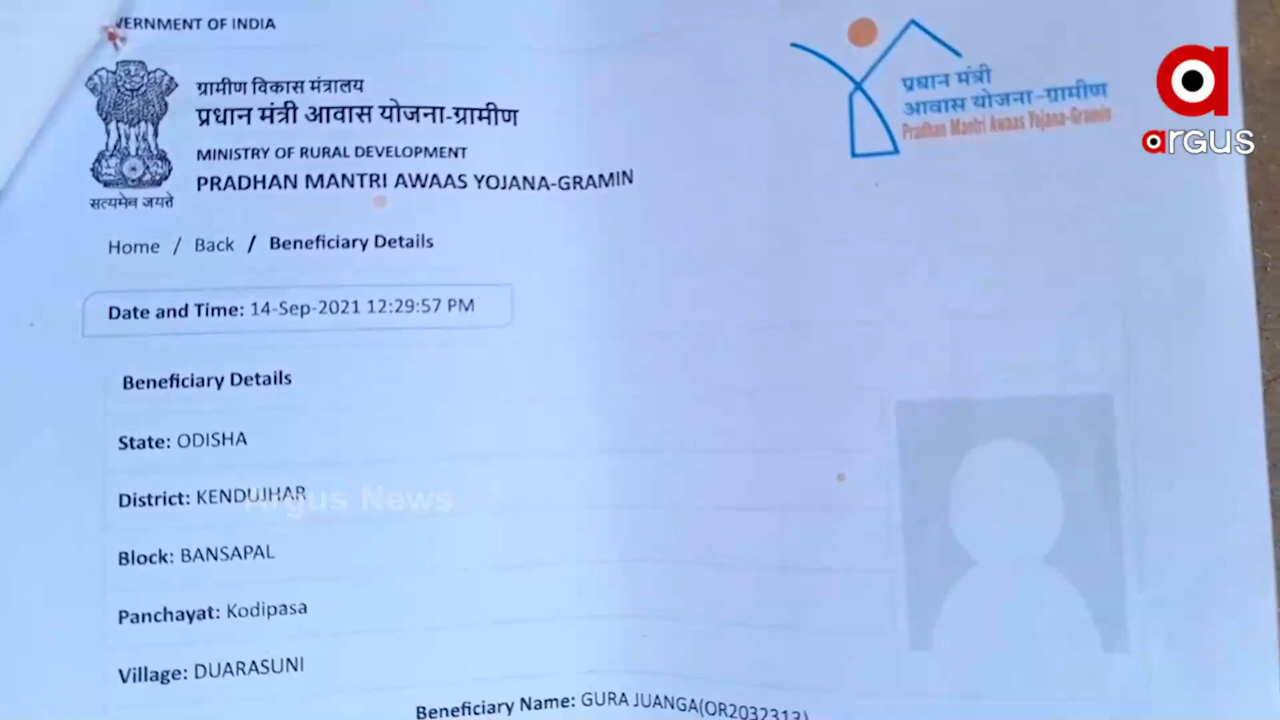 VERNMENT OF INDIA
ग्रामीण विकास मंत्रालय
प्रधान मंत्री आवास योजना-ग्रामीण
MINISTRY OF RURAL DEVELOPMENT
PRADHAN MANTRI AWAAS YOJANA-GRAMIN
सत्यमेव जयते
प्रधान मंत्री
आवास योजना-ग्रामीण
Pradhan Mantri Awaas Yojana-Gramin
argus
Home / Back / Beneficiary Details
Date and Time: 14-Sep-2021 12:29:57 PM
Beneficiary Details
State: ODISHA
District: KENDUJHAR
Argus News
Block: BANSAPAL
Panchayat: Kodipasa
Village: DUARASUNI
Beneficiary Name: GURA JUANGA(OR2032313)